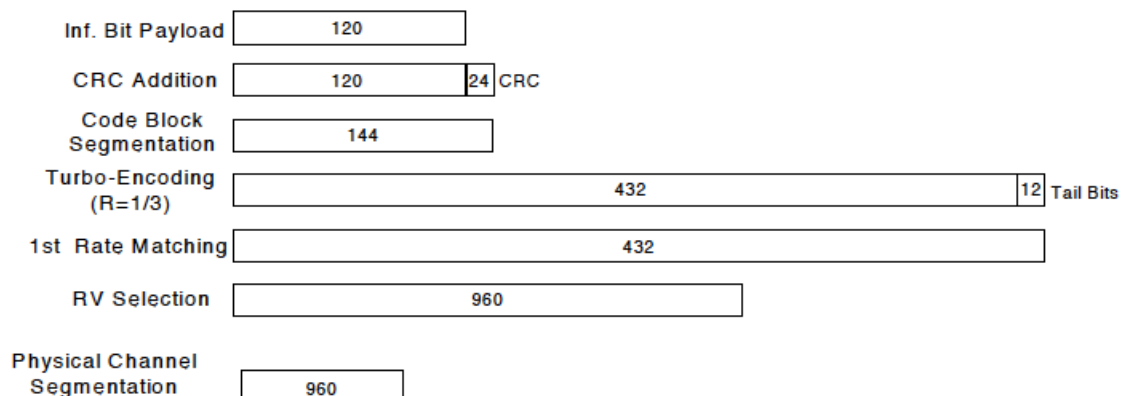 Inf. Bit Payload 120
CRC Addition 120 24 CRC
Code Block
Segmentation 144
Turbo-Encoding
(R=1/3) 432 12 Tail Bits
1st Rate Matching 432
RV Selection 960
Physical Channel
Segmentation 960